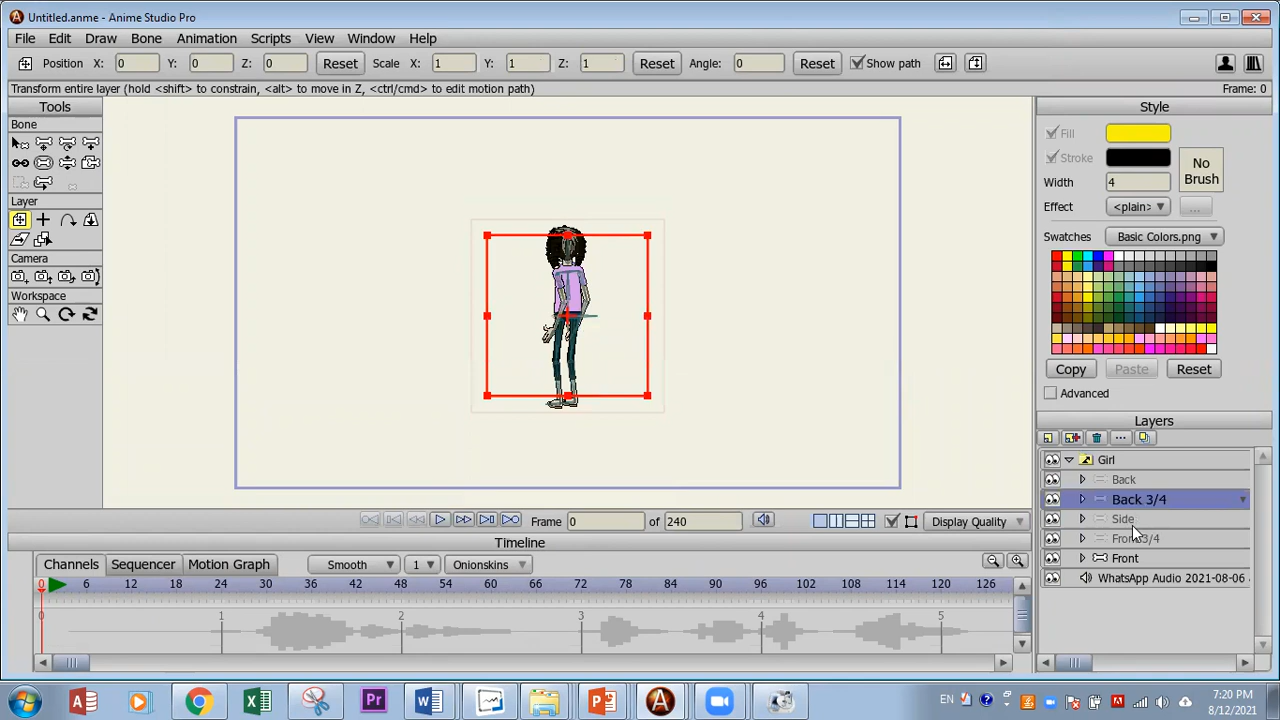 Untitled.anme - Anime Studio Pro
File Edit Draw Bone Animation Scripts View Window Help
Position X: 0 Y: 0 Z: 0 Reset Scale X: 1 Y: 1 Z: 1 Reset Angle: 0 Reset Show path
Transform entire layer (hold <shift> to constrain, <alt> to move in Z, <ctrl/cmd> to edit motion path) Frame: 0
Tools
Bone
Layer
Camera
Workspace
Style
Fill
Stroke
No Brush
Width 4
Effect <plain> ...
Swatches Basic Colors.png
Copy Paste Reset
Advanced
Layers
Girl
Back
Back 3/4
Side
Front 3/4
Front
WhatsApp Audio 2021-08-06
Frame 0 of 240 Display Quality
Timeline
Channels Sequencer Motion Graph Smooth 1 Onionskins
0 6 12 18 24 30 36 42 48 54 60 66 72 78 84 90 96 102 108 114 120 126
0 1 2 3 4 5
EN 7:20 PM
8/12/2021